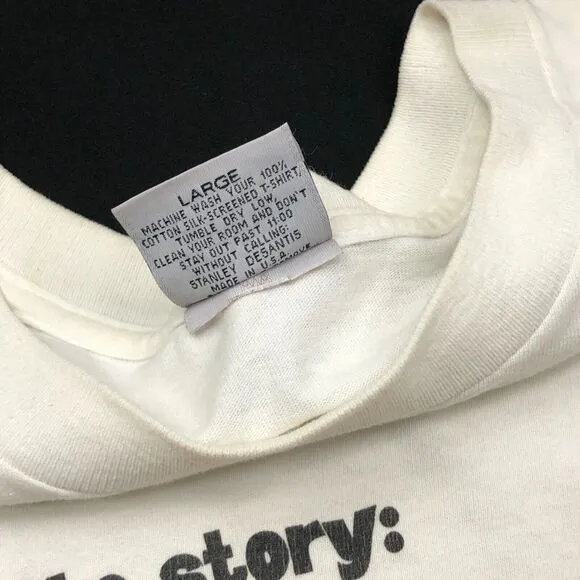 LARGE
MACHINE WASH YOUR 100%
COTTON SILK-SCREENED T-SHIRT,
TUMBLE DRY LOW,
CLEAN YOUR ROOM AND DON'T
STAY OUT PAST 11:00
WITHOUT CALLING:
STANLEY DESANTIS
MADE IN U.S.A.
story: